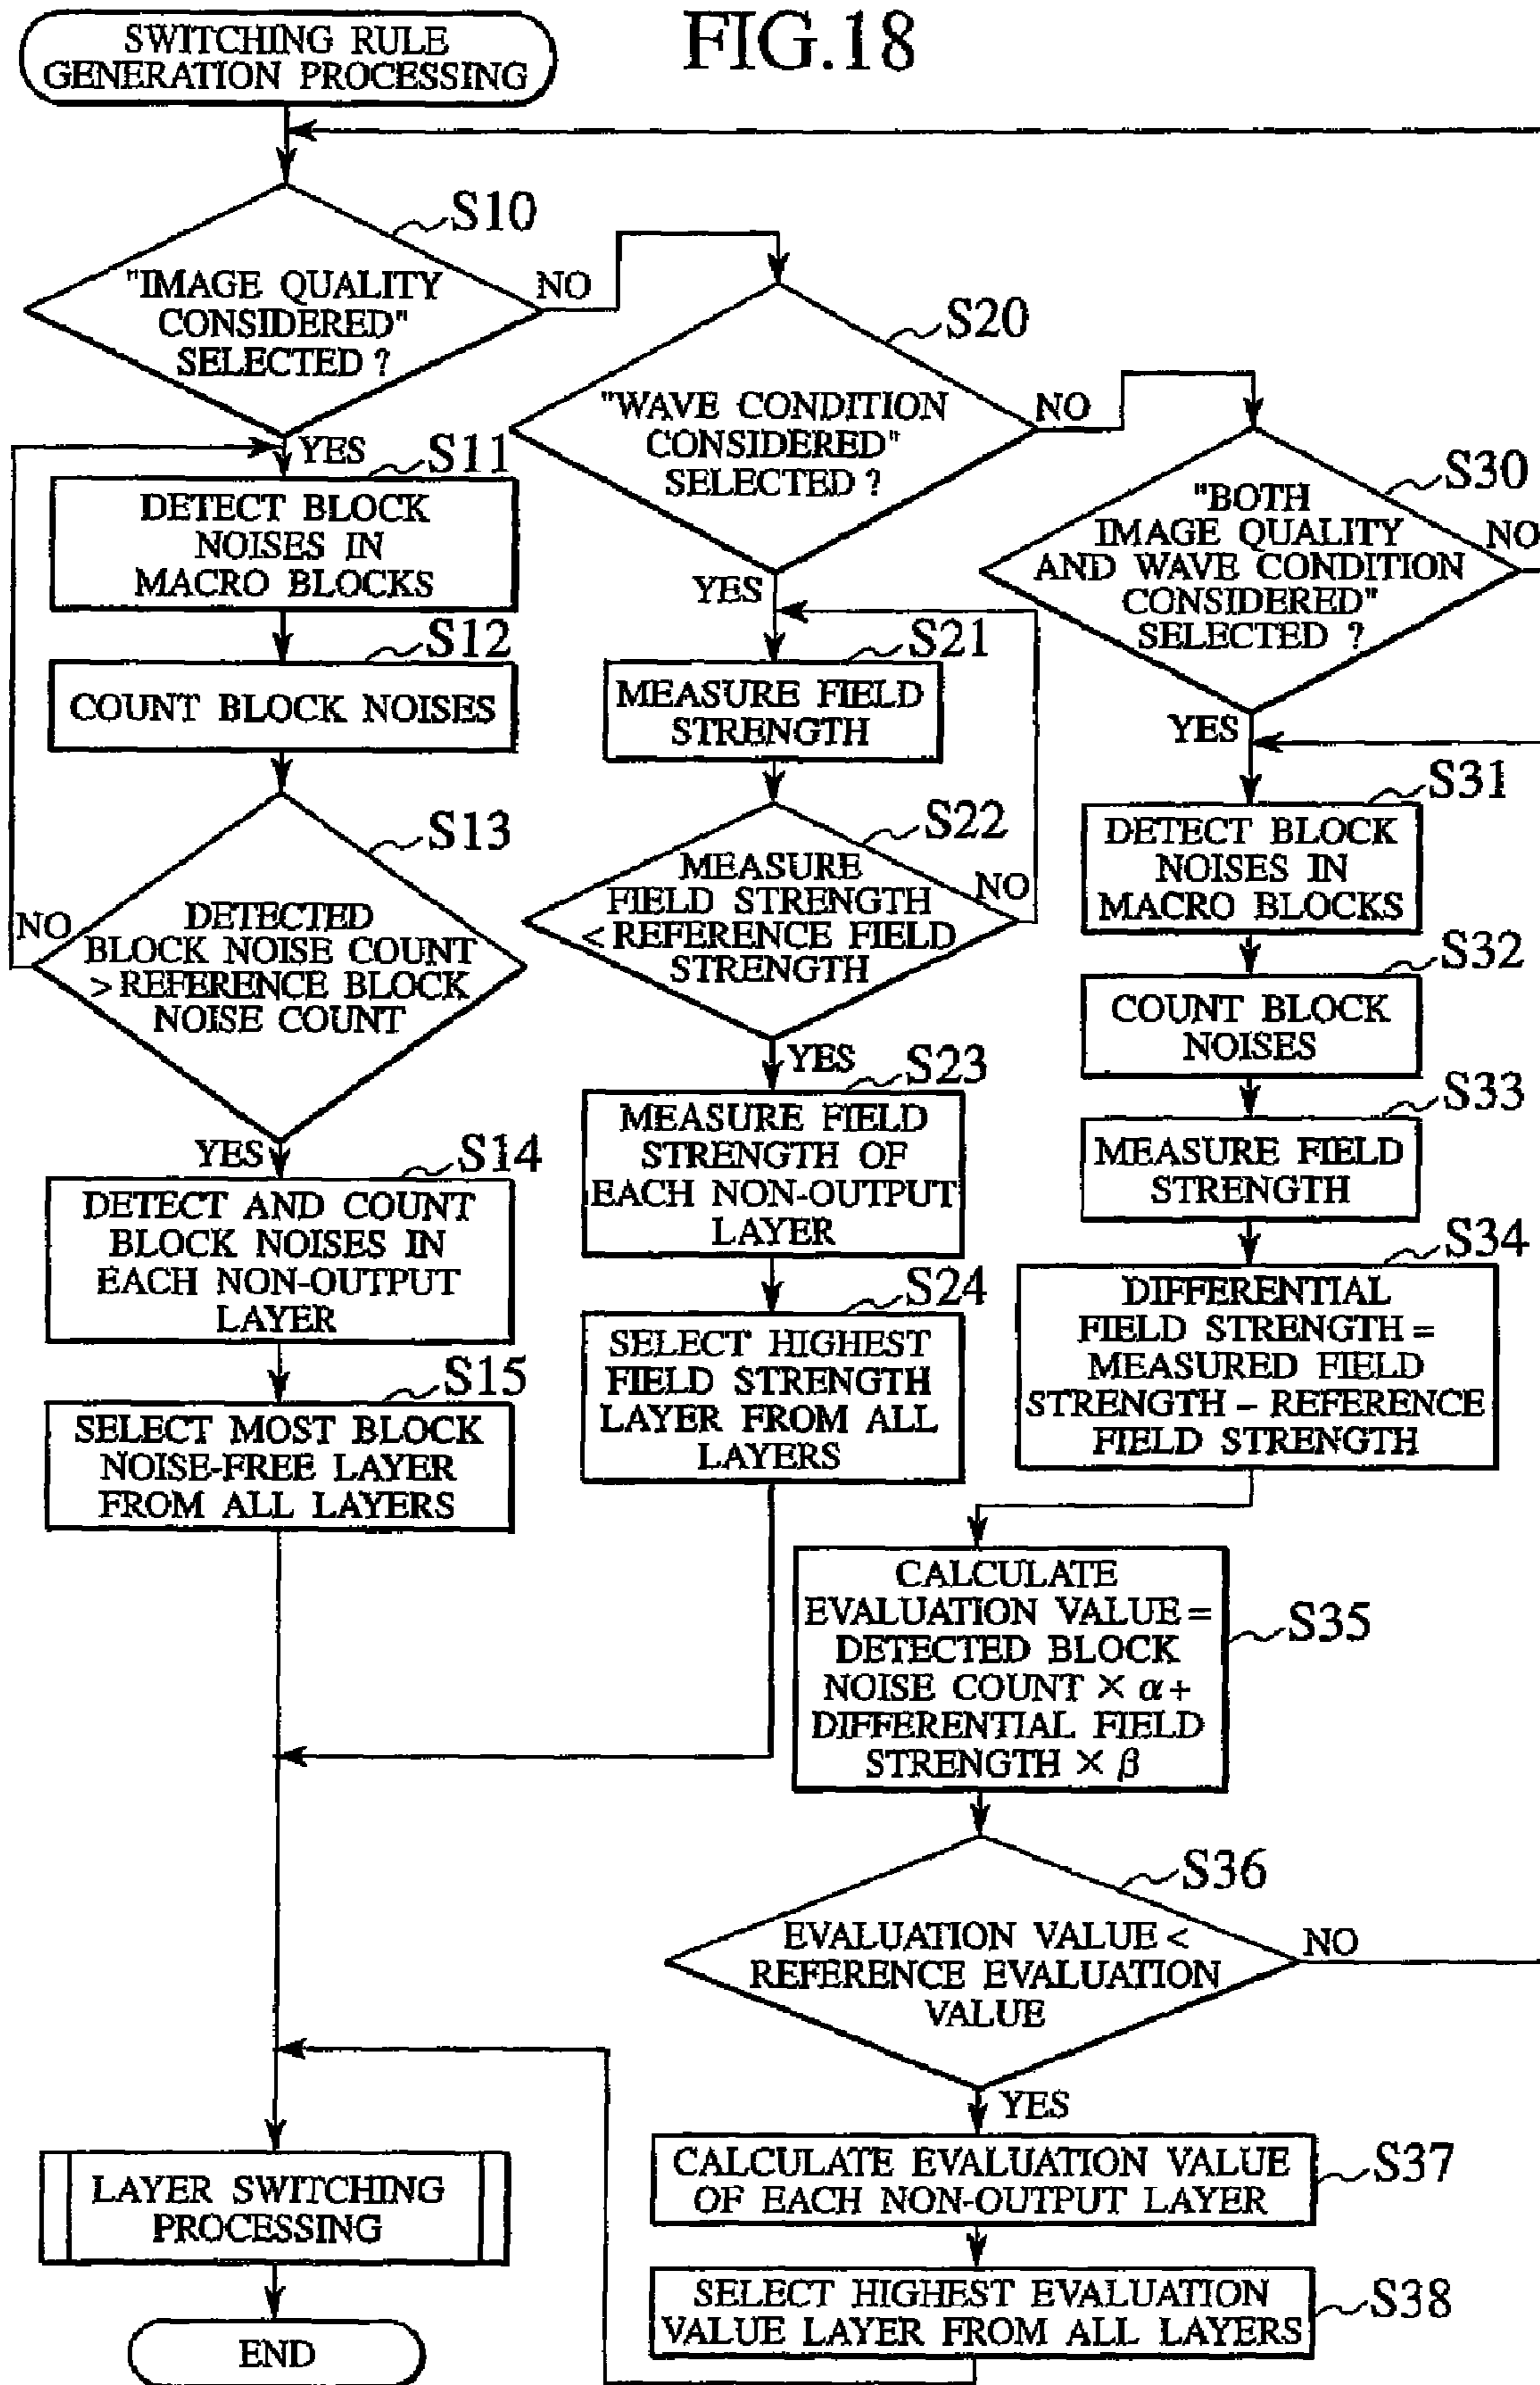 FIG.18
SWITCHING RULE
GENERATION PROCESSING
S10
"IMAGE QUALITY
CONSIDERED"
SELECTED ?
NO
YES
S11
DETECT BLOCK
NOISES IN
MACRO BLOCKS
S12
COUNT BLOCK NOISES
S13
DETECTED
BLOCK NOISE COUNT
> REFERENCE BLOCK
NOISE COUNT
NO
YES
S14
DETECT AND COUNT
BLOCK NOISES IN
EACH NON-OUTPUT
LAYER
S15
SELECT MOST BLOCK
NOISE-FREE LAYER
FROM ALL LAYERS
S20
"WAVE CONDITION
CONSIDERED"
SELECTED ?
NO
YES
S21
MEASURE FIELD
STRENGTH
S22
MEASURE
FIELD STRENGTH
< REFERENCE FIELD
STRENGTH
NO
YES
S23
MEASURE FIELD
STRENGTH OF
EACH NON-OUTPUT
LAYER
S24
SELECT HIGHEST
FIELD STRENGTH
LAYER FROM ALL
LAYERS
S30
"BOTH
IMAGE QUALITY
AND WAVE CONDITION
CONSIDERED"
SELECTED ?
NO
YES
S31
DETECT BLOCK
NOISES IN
MACRO BLOCKS
S32
COUNT BLOCK
NOISES
S33
MEASURE FIELD
STRENGTH
S34
DIFFERENTIAL
FIELD STRENGTH =
MEASURED FIELD
STRENGTH – REFERENCE
FIELD STRENGTH
S35
CALCULATE
EVALUATION VALUE =
DETECTED BLOCK
NOISE COUNT × α +
DIFFERENTIAL FIELD
STRENGTH × β
S36
EVALUATION VALUE <
REFERENCE EVALUATION
VALUE
NO
YES
S37
CALCULATE EVALUATION VALUE
OF EACH NON-OUTPUT LAYER
S38
SELECT HIGHEST EVALUATION
VALUE LAYER FROM ALL LAYERS
LAYER SWITCHING
PROCESSING
END